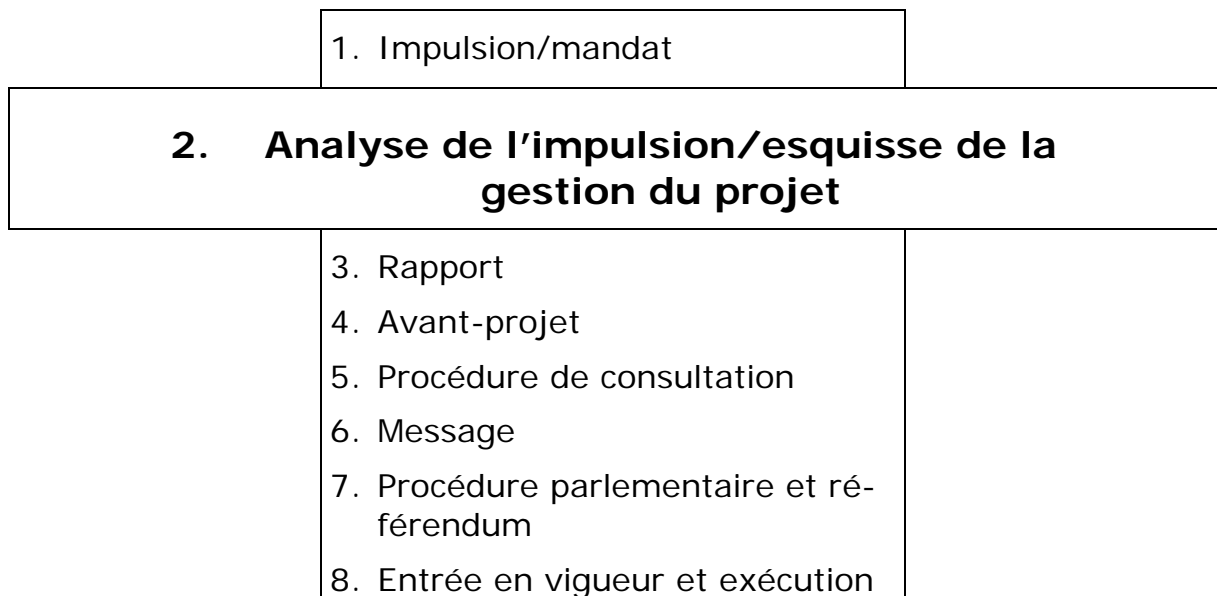 1. Impulsion/mandat
2. Analyse de l'impulsion/esquisse de la
gestion du projet
3. Rapport
4. Avant-projet
5. Procédure de consultation
6. Message
7. Procédure parlementaire et ré-
férendum
8. Entrée en vigueur et exécution